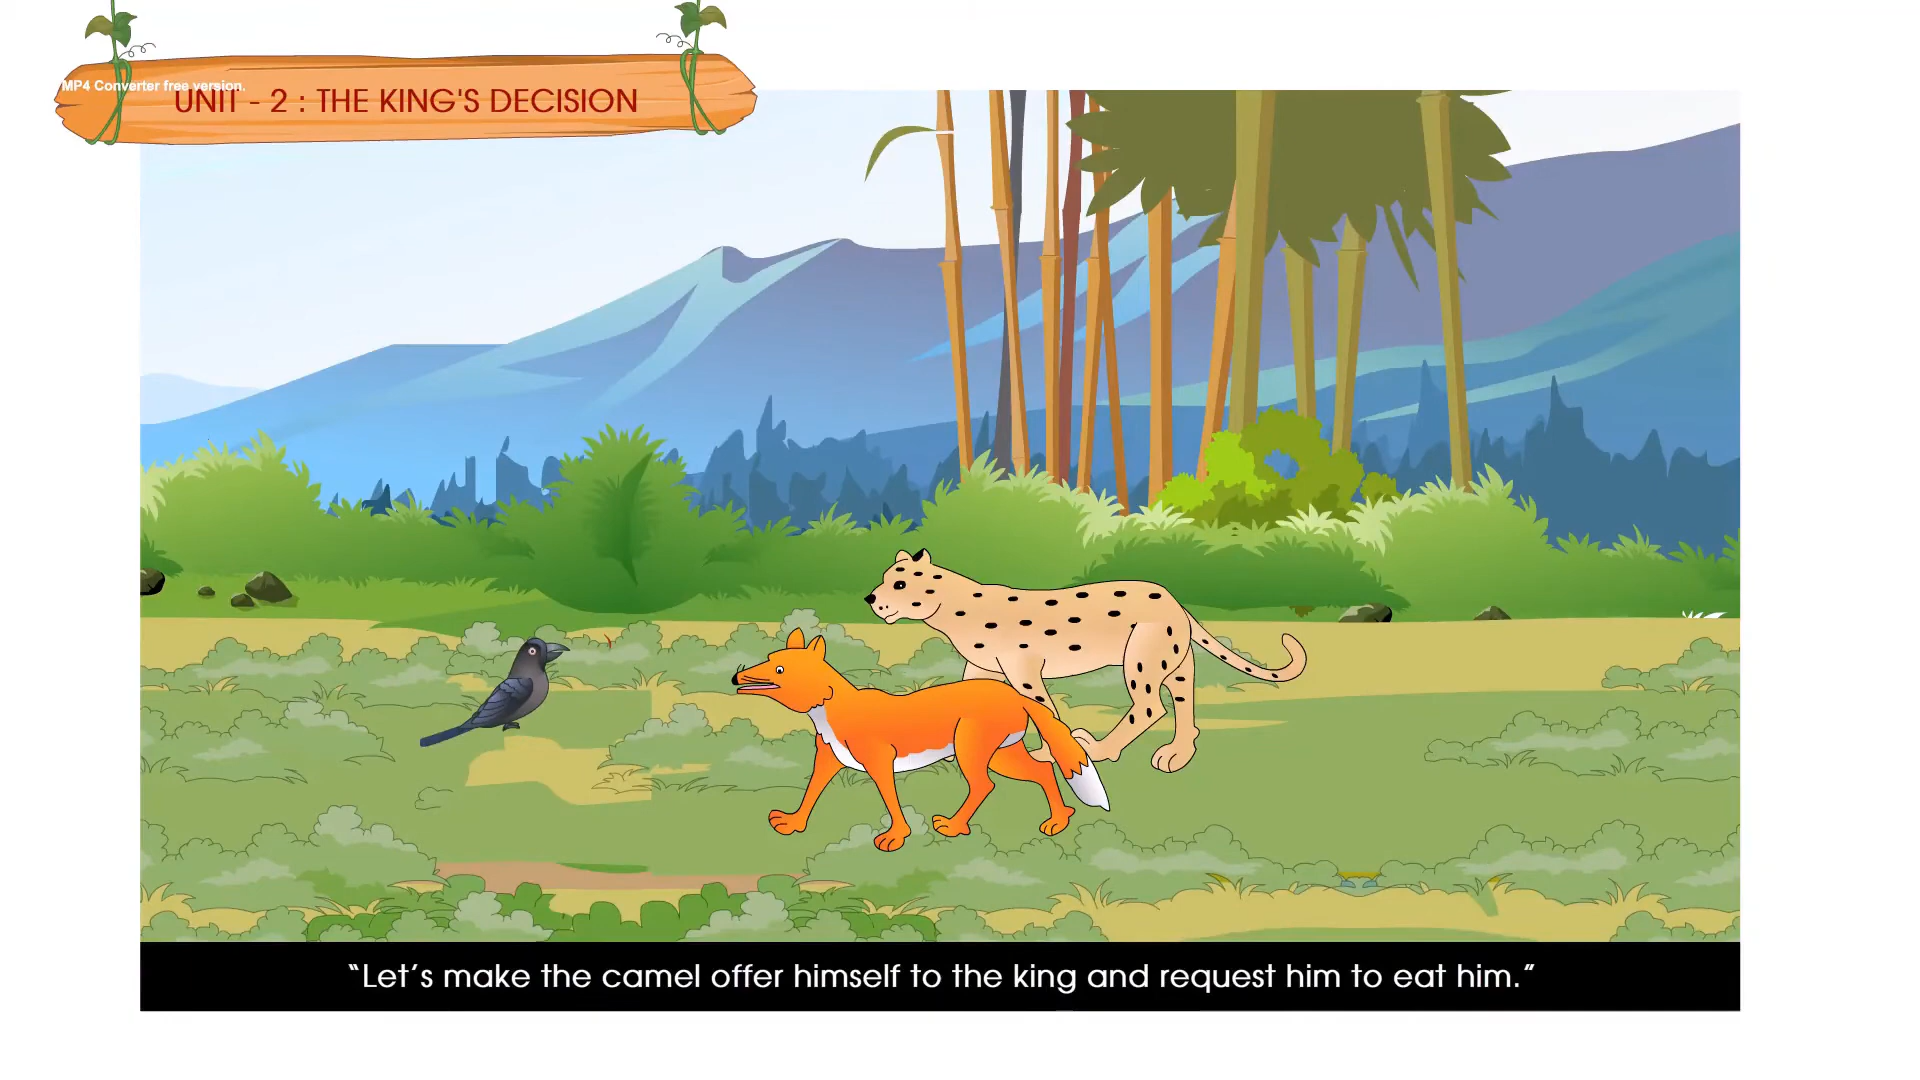 MP4 Converter free version.
UNIT - 2 : THE KING'S DECISION
“Let’s make the camel offer himself to the king and request him to eat him.”